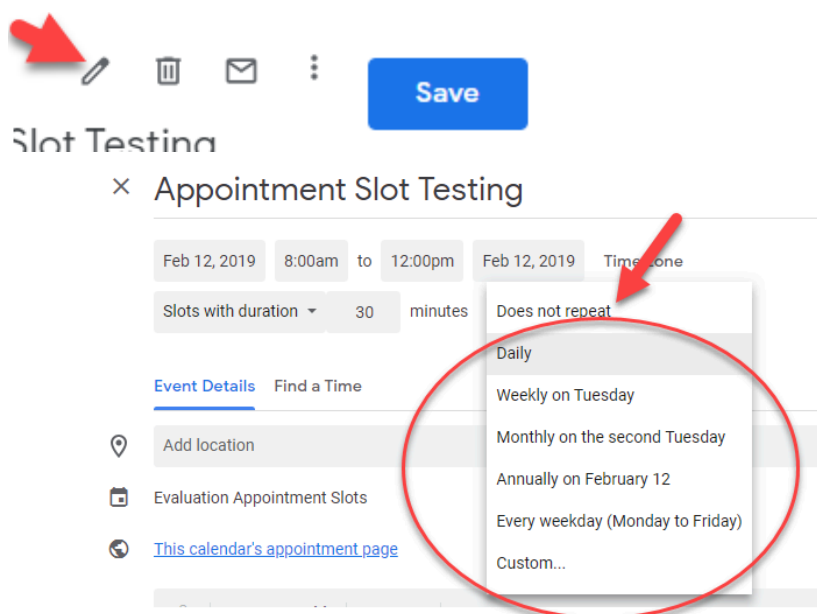 Save
Slot Testing
Appointment Slot Testing
Feb 12, 2019 8:00am to 12:00pm Feb 12, 2019 Time zone
Slots with duration 30 minutes Does not repeat
Daily
Event Details Find a Time
Weekly on Tuesday
Add location
Monthly on the second Tuesday
Annually on February 12
Evaluation Appointment Slots
Every weekday (Monday to Friday)
This calendar's appointment page
Custom...